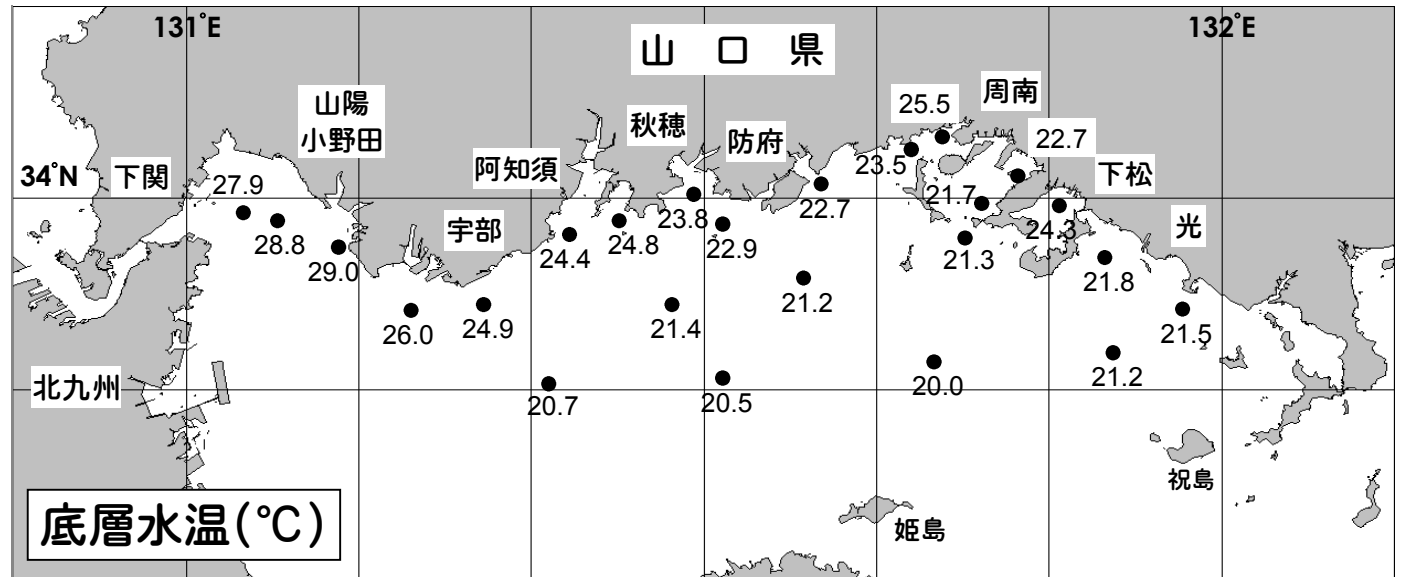 131°E
132°E
山 口 県
山陽
小野田
秋穂
防府
25.5
周南
22.7
34°N
下関
27.9
阿知須
23.5
下松
21.7
28.8
宇部
23.8
22.7
24.3
光
29.0
24.4
24.8
22.9
21.3
21.8
26.0
24.9
21.4
21.2
21.5
北九州
20.7
20.5
20.0
21.2
祝島
底層水温(℃)
姫島